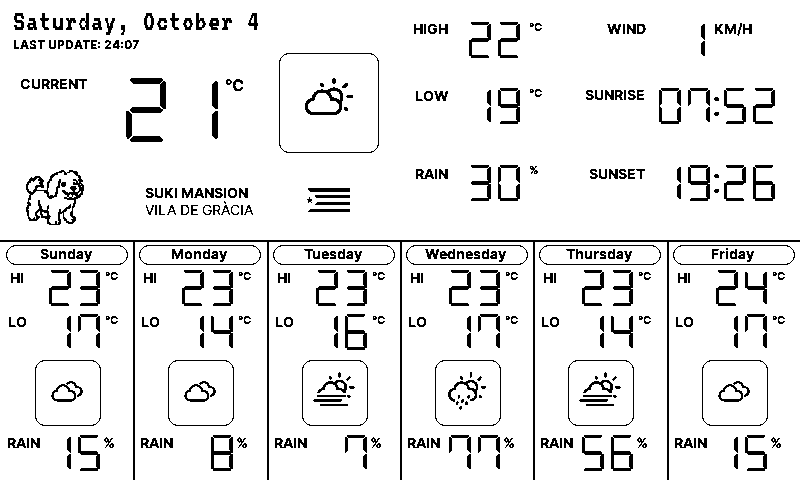 Saturday, October 4
LAST UPDATE: 24:07
CURRENT 21 °C
HIGH 22 °C
LOW 19 °C
RAIN 30 %
WIND 1 KM/H
SUNRISE 07:52
SUNSET 19:26
SUKI MANSION
VILA DE GRÀCIA
Sunday
HI 23 °C
LO 17 °C
RAIN 15 %
Monday
HI 23 °C
LO 14 °C
RAIN 8 %
Tuesday
HI 23 °C
LO 16 °C
RAIN 7 %
Wednesday
HI 23 °C
LO 17 °C
RAIN 77 %
Thursday
HI 23 °C
LO 14 °C
RAIN 56 %
Friday
HI 24 °C
LO 17 °C
RAIN 15 %